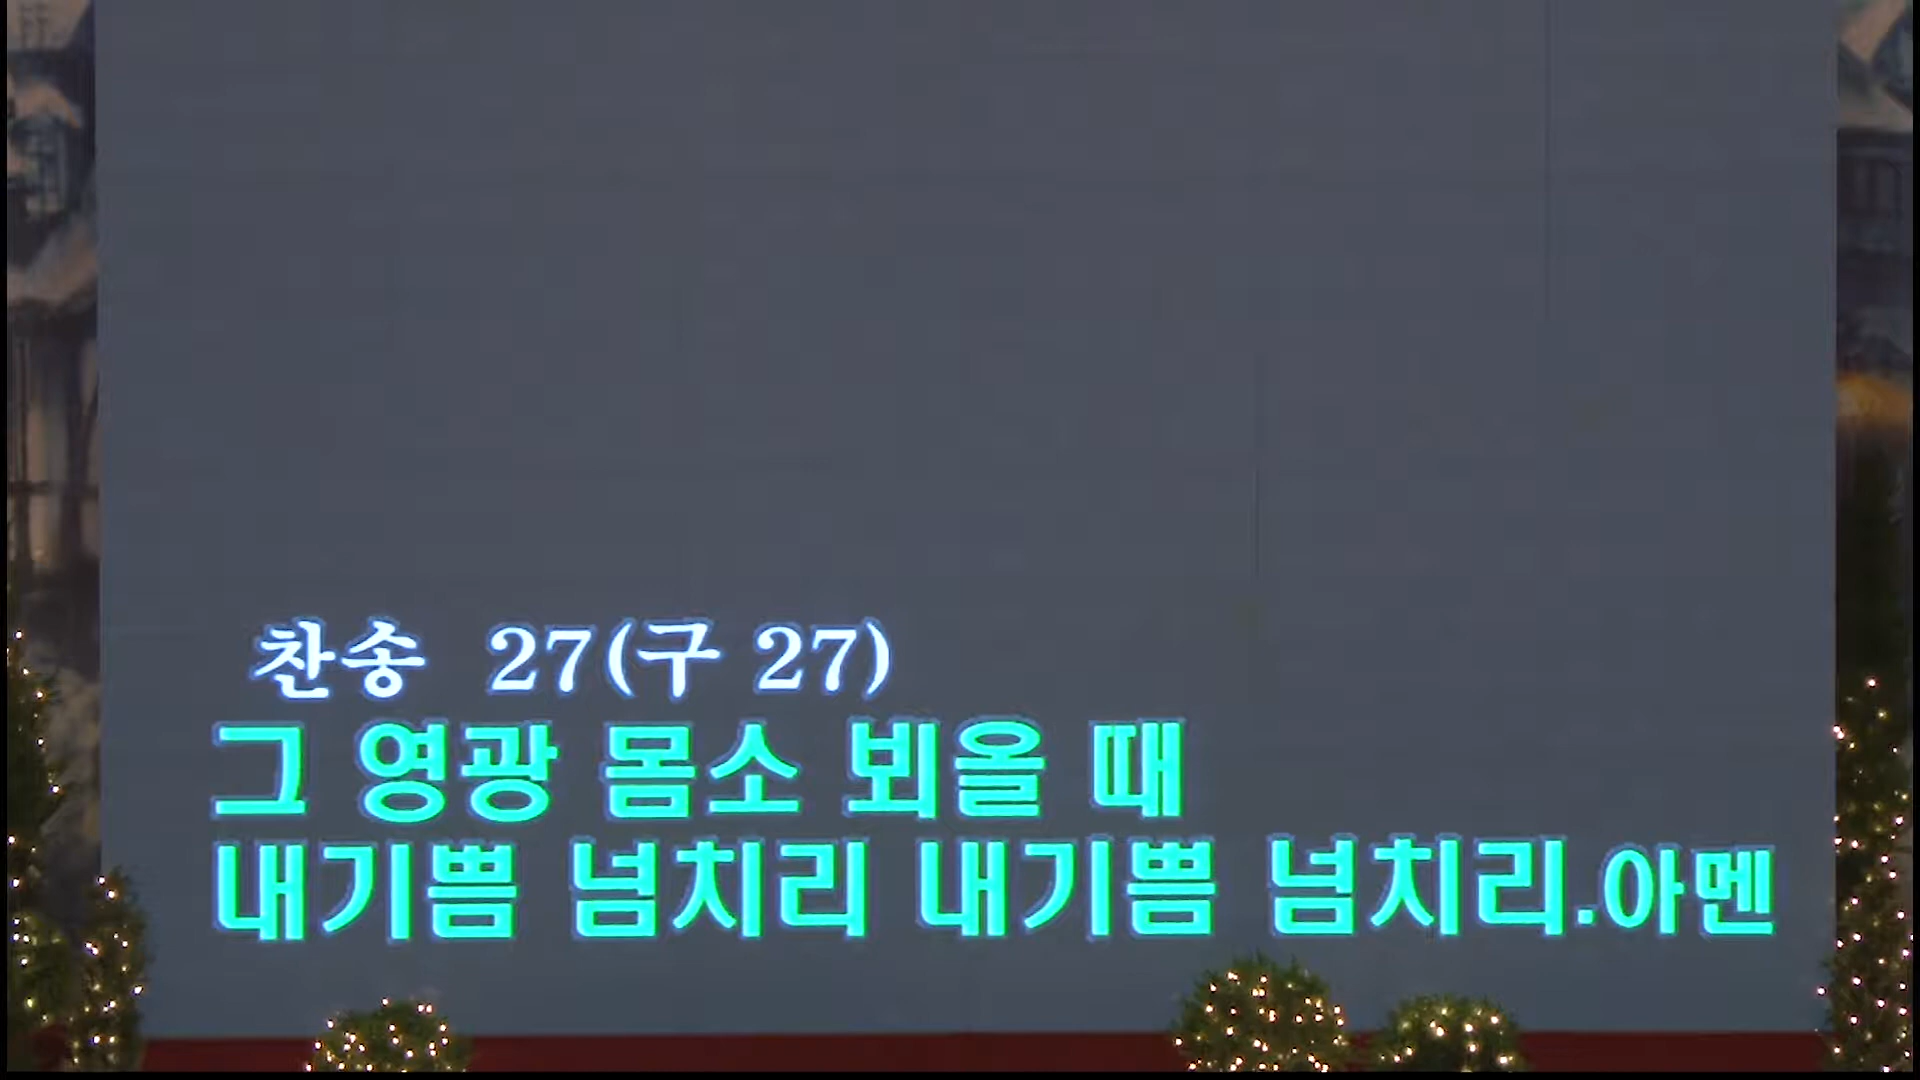 찬송 27(구 27)
그 영광 몸소 뵈올 때
내기쁨 넘치리 내기쁨 넘치리.아멘